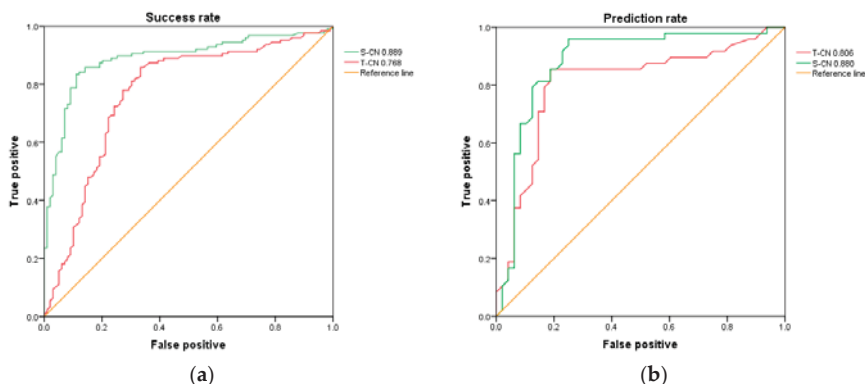 Success rate
S-CN 0.889
T-CN 0.768
Reference line
True positive
1.0
0.8
0.6
0.4
0.2
0.0
0.0 0.2 0.4 0.6 0.8 1.0
False positive
(a)
Prediction rate
T-CN 0.806
S-CN 0.880
Reference line
True positive
1.0
0.8
0.6
0.4
0.2
0.0
0.0 0.2 0.4 0.6 0.8 1.0
False positive
(b)